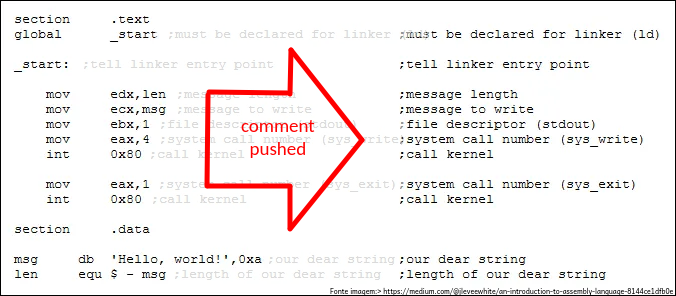 section     .text
global      _start ;must be declared for linker (ld) ;must be declared for linker (ld)
_start: ;tell linker entry point ;tell linker entry point
mov     edx,len ;message length ;message length
mov     ecx,msg ;message to write ;message to write
mov     ebx,1 ;file descriptor (stdout) ;file descriptor (stdout)
mov     eax,4 ;system call number (sys_write) ;system call number (sys_write)
int     0x80 ;call kernel ;call kernel
mov     eax,1 ;system call number (sys_exit) ;system call number (sys_exit)
int     0x80 ;call kernel ;call kernel
comment
pushed
section     .data
msg     db  'Hello, world!',0xa ;our dear string ;our dear string
len     equ $ - msg ;length of our dear string ;length of our dear string
Fonte imagem:> https://medium.com/@jleveewhite/an-introduction-to-assembly-language-8144ce1dfb0e